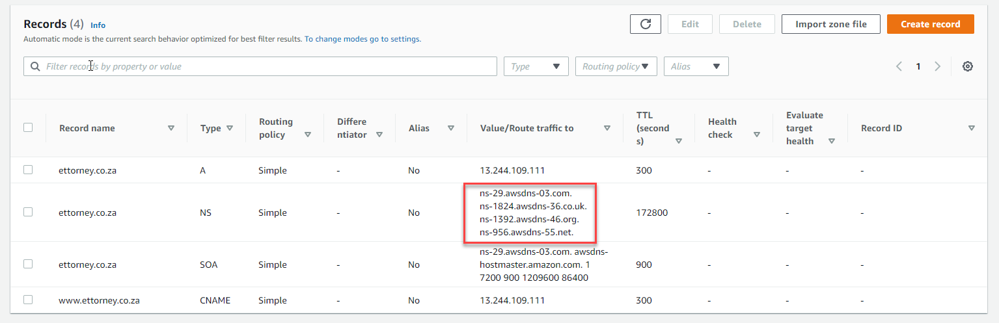 Records (4) Info
Edit
Delete
Import zone file
Create record
Automatic mode is the current search behavior optimized for best filter results. To change modes go to settings.
Filter records by property or value
Type
Routing policy
Alias
1
Record name
Type
Routing
policy
Differe
ntiator
Alias
Value/Route traffic to
TTL
(second
s)
Health
check
Evaluate
target
health
Record ID
ettorney.co.za A Simple - No 13.244.109.111 300 - - -
ettorney.co.za NS Simple - No
ns-29.awsdns-03.com.
ns-1824.awsdns-36.co.uk.
ns-1392.awsdns-46.org.
ns-956.awsdns-55.net.
172800 - - -
ettorney.co.za SOA Simple - No
ns-29.awsdns-03.com. awsdns-
hostmaster.amazon.com. 1
7200 900 1209600 86400
900 - - -
www.ettorney.co.za CNAME Simple - No 13.244.109.111 300 - - -